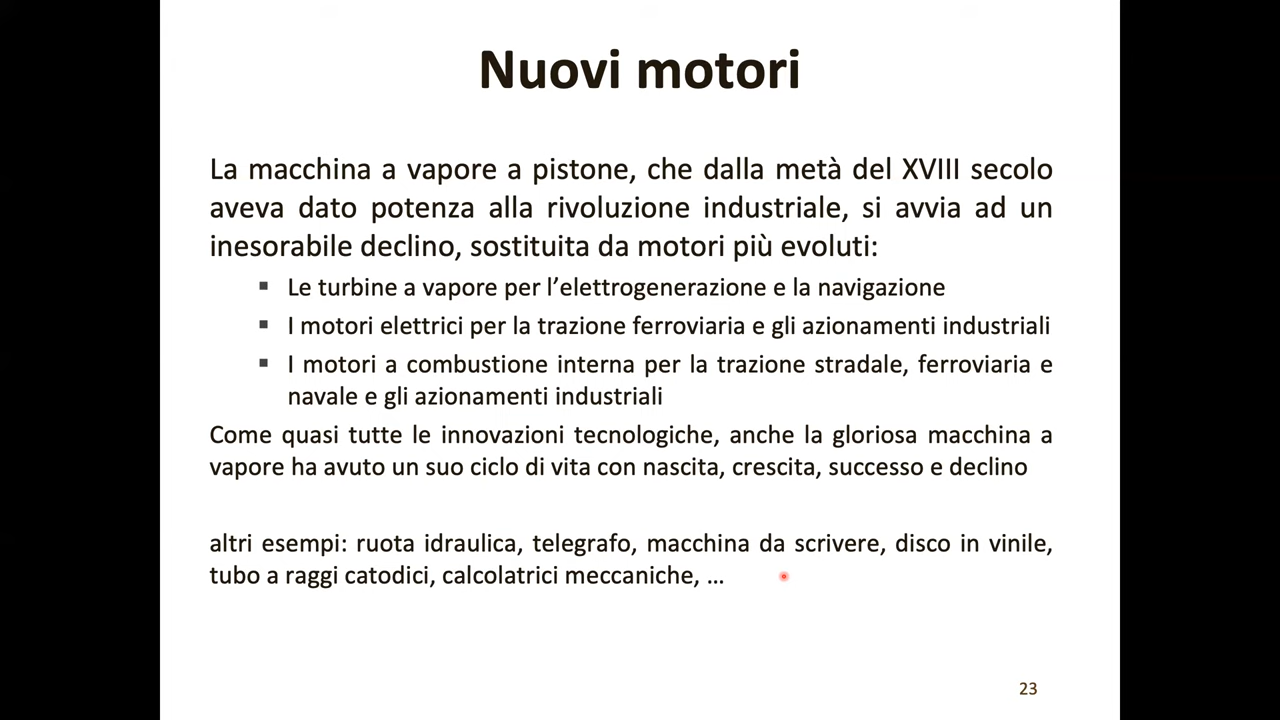 Nuovi motori
La macchina a vapore a pistone, che dalla metà del XVIII secolo
aveva dato potenza alla rivoluzione industriale, si avvia ad un
inesorabile declino, sostituita da motori più evoluti:
▪ Le turbine a vapore per l’elettrogenerazione e la navigazione
▪ I motori elettrici per la trazione ferroviaria e gli azionamenti industriali
▪ I motori a combustione interna per la trazione stradale, ferroviaria e
navale e gli azionamenti industriali
Come quasi tutte le innovazioni tecnologiche, anche la gloriosa macchina a
vapore ha avuto un suo ciclo di vita con nascita, crescita, successo e declino
altri esempi: ruota idraulica, telegrafo, macchina da scrivere, disco in vinile,
tubo a raggi catodici, calcolatrici meccaniche, ...
23